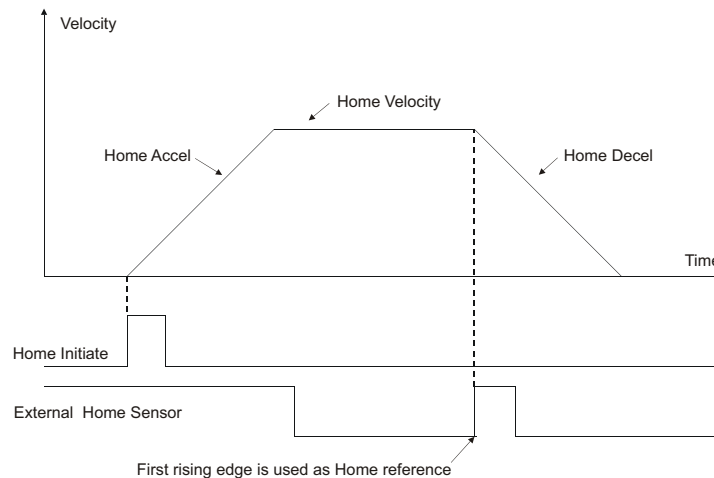 Velocity
Home Velocity
Home Accel
Home Decel
Time
Home Initiate
External Home Sensor
First rising edge is used as Home reference